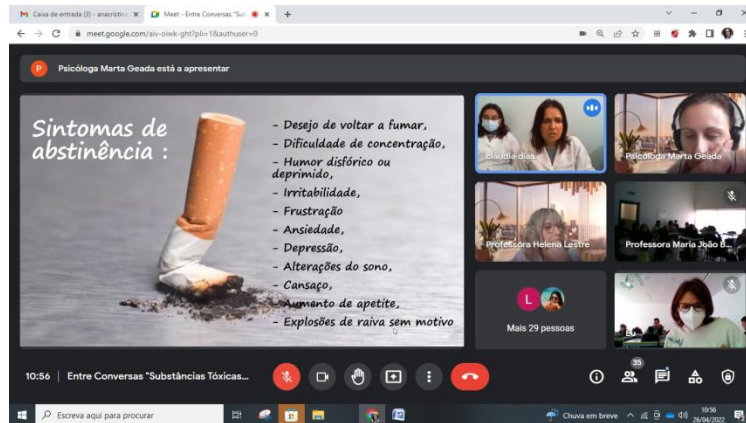 Caixa de entrada (3) - anacristin
Meet - Entre Conversas "Sub
meet.google.com/aiv-oiwk-ght?pli=1&authuser=0
P Psicóloga Marta Geada está a apresentar
Sintomas de
abstinência :
- Desejo de voltar a fumar,
- Dificuldade de concentração,
- Humor disfórico ou
deprimido,
- Irritabilidade,
- Frustração
- Ansiedade,
- Depressão,
- Alterações do sono,
- Cansaço,
- Aumento de apetite,
- Explosões de raiva sem motivo
cláudia dias
Psicóloga Marta Geada
Professora Helena Lestre
Professora Maria João B...
L
Mais 29 pessoas
Eu
10:56 | Entre Conversas "Substâncias Tóxicas...
35
Escreva aqui para procurar
Chuva em breve
10:56
26/04/2022